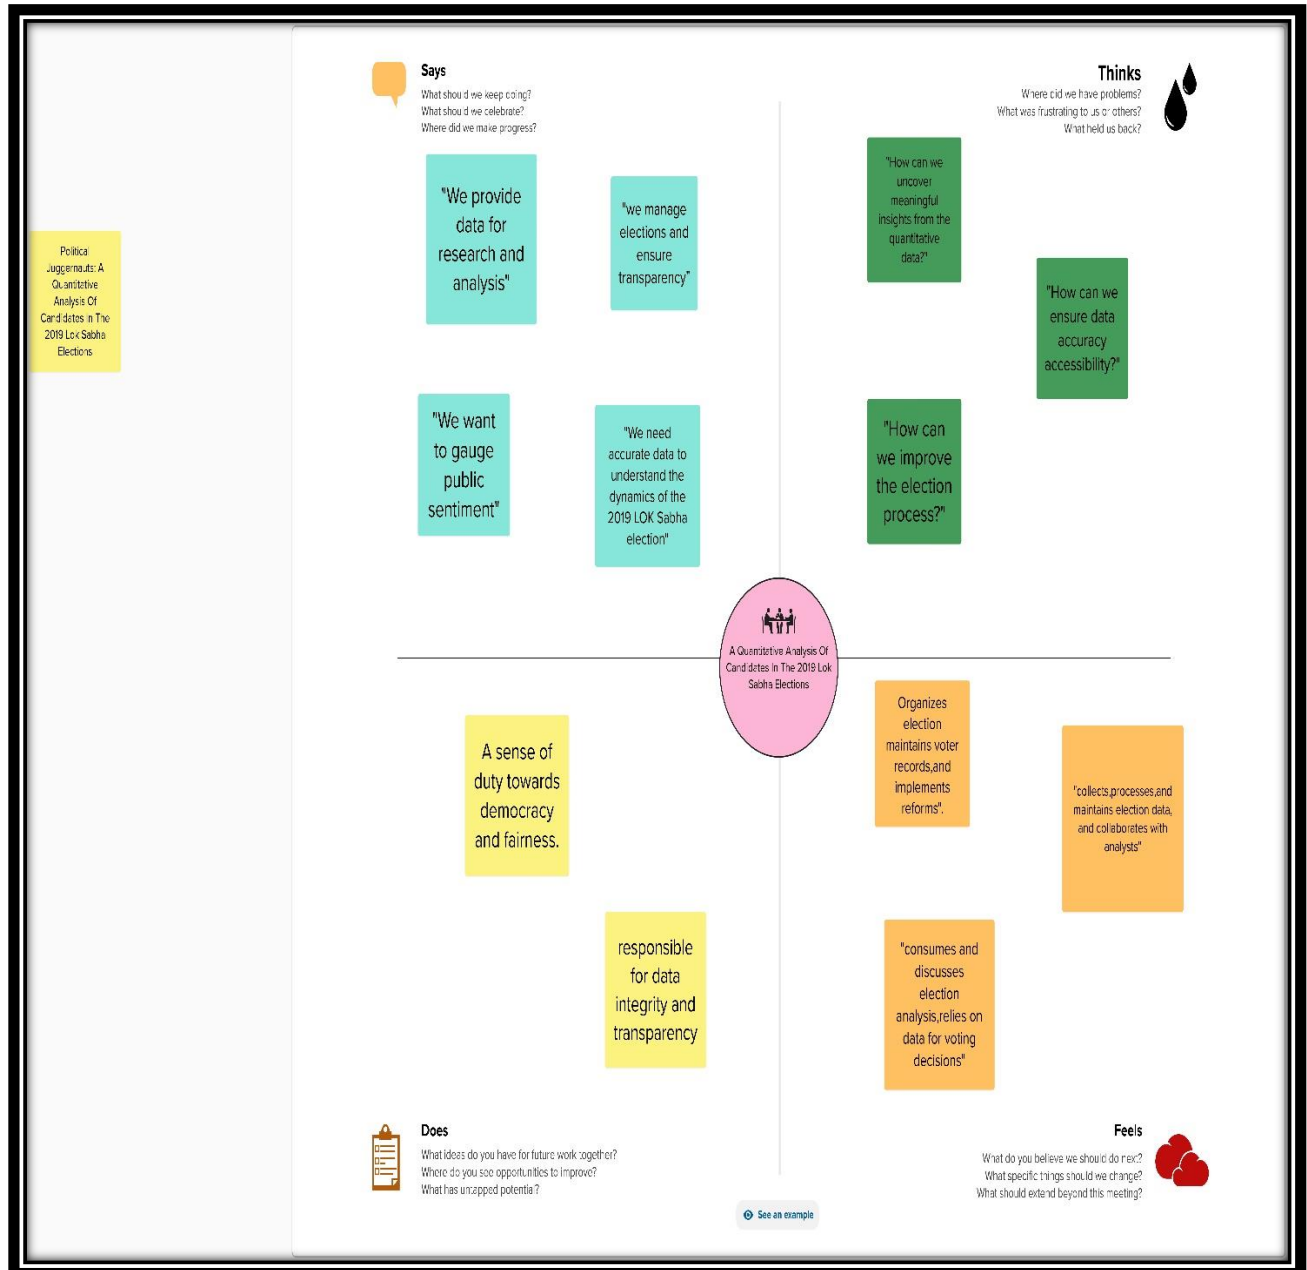 Political
Juggernauts: A
Quantitative
Analysis Of
Candidates In The
2019 Lok Sabha
Elections
Says
What should we keep doing?
What should we celebrate?
Where did we make progress?
"We provide
data for
research and
analysis"
"we manage
elections and
ensure
transparency"
"We want
to gauge
public
sentiment"
"We need
accurate data to
understand the
dynamics of the
2019 LOK Sabha
election"
Thinks
Where did we have problems?
What was frustrating to us or others?
What held us back?
"How can we
uncover
meaningful
insights from the
quantitative
data?"
"How can we
ensure data
accuracy
accessibility?"
"How can
we improve
the election
process?"
A Quantitative Analysis Of
Candidates In The 2019 Lok
Sabha Elections
A sense of
duty towards
democracy
and fairness.
responsible
for data
integrity and
transparency
Organizes
election
maintains voter
records,and
implements
reforms".
"collects,processes,and
maintains election data,
and collaborates with
analysts"
"consumes and
discusses
election
analysis,relies on
data for voting
decisions"
Does
What ideas do you have for future work together?
Where do you see opportunities to improve?
What has untapped potential?
Feels
What do you believe we should do next?
What specific things should we change?
What should extend beyond this meeting?
See an example